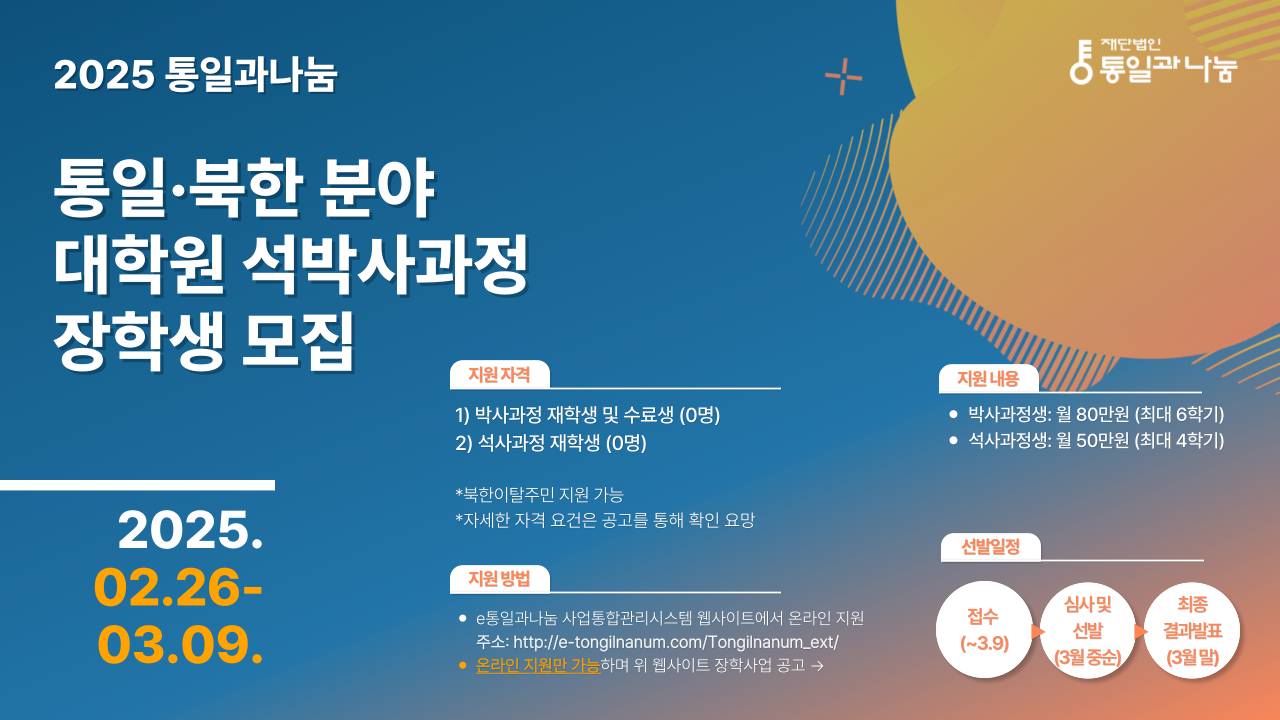 2025 통일과나눔
재단법인
통일과나눔
통일·북한 분야
대학원 석박사과정
장학생 모집
2025.
02.26-
03.09.
지원 자격
1) 박사과정 재학생 및 수료생 (0명)
2) 석사과정 재학생 (0명)
*북한이탈주민 지원 가능
*자세한 자격 요건은 공고를 통해 확인 요망
지원 방법
• e통일과나눔 사업통합관리시스템 웹사이트에서 온라인 지원
주소: http://e-tongilnanum.com/Tongilnanum_ext/
• 온라인 지원만 가능하며 위 웹사이트 장학사업 공고 →
지원 내용
• 박사과정생: 월 80만원 (최대 6학기)
• 석사과정생: 월 50만원 (최대 4학기)
선발일정
접수
(~3.9)
심사 및
선발
(3월 중순)
최종
결과발표
(3월 말)